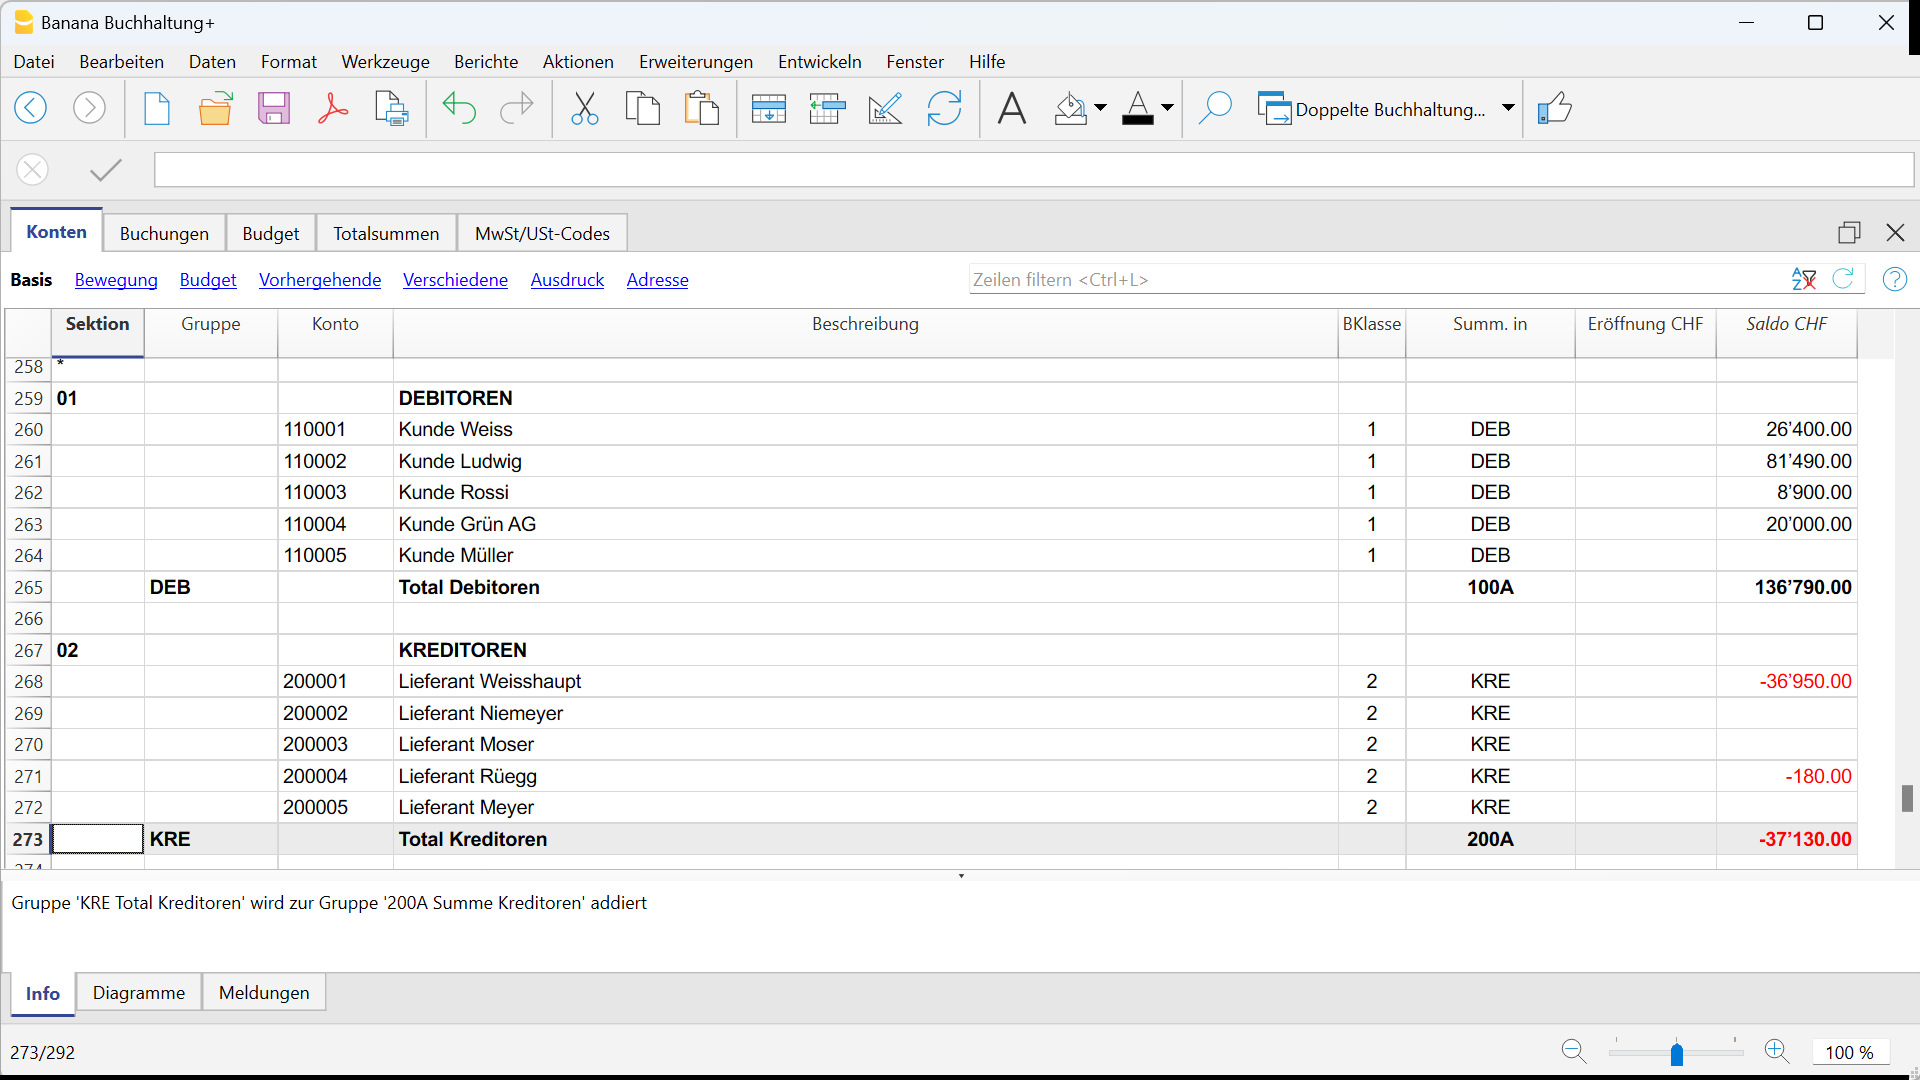 Banana Buchhaltung+
Datei Bearbeiten Daten Format Werkzeuge Berichte Aktionen Erweiterungen Entwickeln Fenster Hilfe
Doppelte Buchhaltung...
Konten Buchungen Budget Totalsummen MwSt/USt-Codes
Basis Bewegung Budget Vorhergehende Verschiedene Ausdruck Adresse Zeilen filtern <Ctrl+L>
Sektion Gruppe Konto Beschreibung BKlasse Summ. in Eröffnung CHF Saldo CHF
258 *
259 01 DEBITOREN
260 110001 Kunde Weiss 1 DEB 26’400.00
261 110002 Kunde Ludwig 1 DEB 81’490.00
262 110003 Kunde Rossi 1 DEB 8’900.00
263 110004 Kunde Grün AG 1 DEB 20’000.00
264 110005 Kunde Müller 1 DEB
265 DEB Total Debitoren 100A 136’790.00
266
267 02 KREDITOREN
268 200001 Lieferant Weisshaupt 2 KRE -36’950.00
269 200002 Lieferant Niemeyer 2 KRE
270 200003 Lieferant Moser 2 KRE
271 200004 Lieferant Rüegg 2 KRE -180.00
272 200005 Lieferant Meyer 2 KRE
273 KRE Total Kreditoren 200A -37’130.00
274
Gruppe 'KRE Total Kreditoren' wird zur Gruppe '200A Summe Kreditoren' addiert
Info Diagramme Meldungen
273/292 100 %